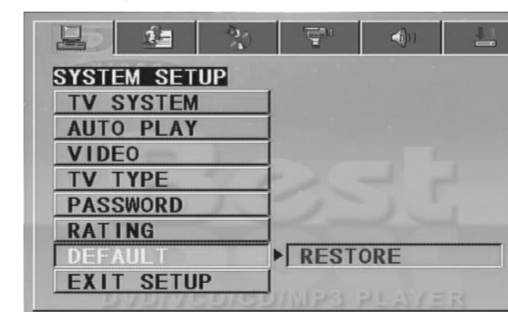 SYSTEM SETUP
TV SYSTEM
AUTO PLAY
VIDEO
TV TYPE
PASSWORD
RATING
DEFAULT
RESTORE
EXIT SETUP
Best
DVD/VCD/CD/MP3 PLAYER